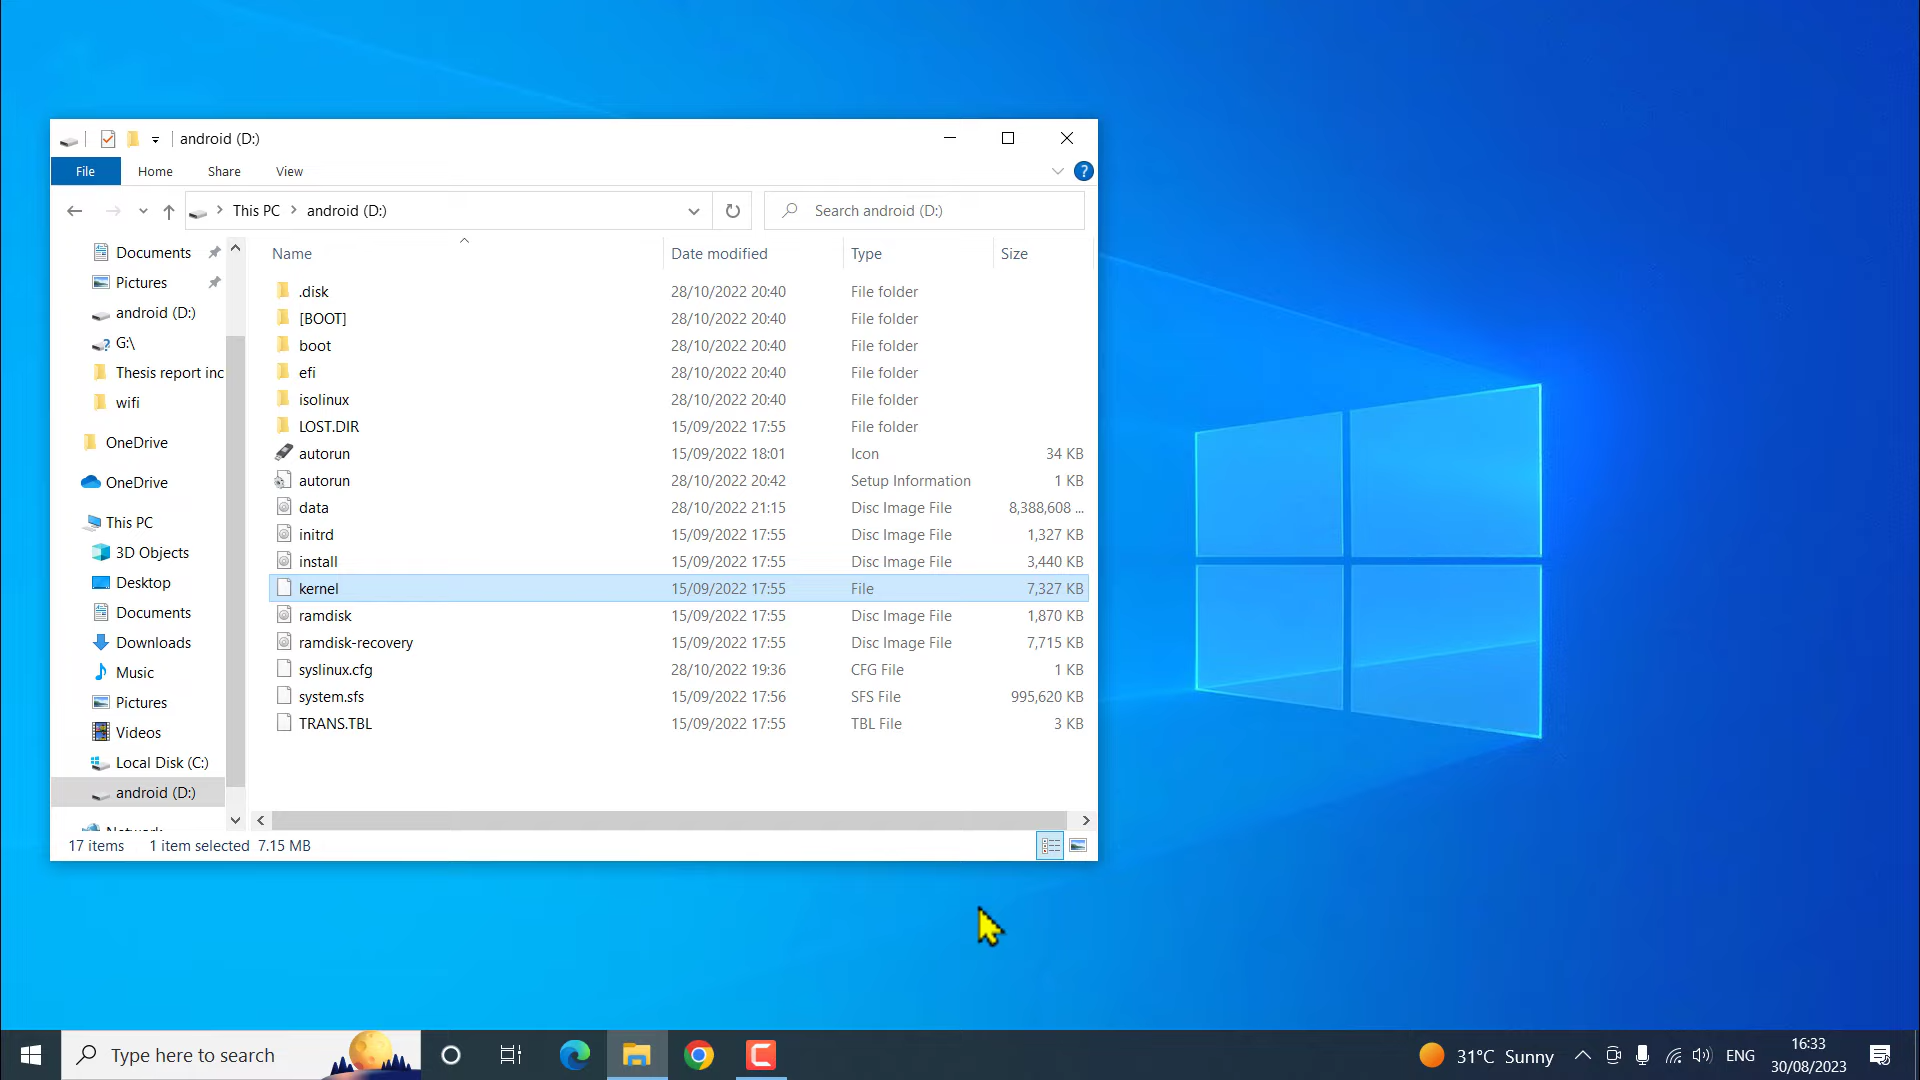 android (D:)
File Home Share View
This PC android (D:)
Search android (D:)
Documents
Pictures
android (D:)
G:\
Thesis report inc
wifi
OneDrive
OneDrive
This PC
3D Objects
Desktop
Documents
Downloads
Music
Pictures
Videos
Local Disk (C:)
android (D:)
Network
Name Date modified Type Size
.disk 28/10/2022 20:40 File folder
[BOOT] 28/10/2022 20:40 File folder
boot 28/10/2022 20:40 File folder
efi 28/10/2022 20:40 File folder
isolinux 28/10/2022 20:40 File folder
LOST.DIR 15/09/2022 17:55 File folder
autorun 15/09/2022 18:01 Icon 34 KB
autorun 28/10/2022 20:42 Setup Information 1 KB
data 28/10/2022 21:15 Disc Image File 8,388,608 ...
initrd 15/09/2022 17:55 Disc Image File 1,327 KB
install 15/09/2022 17:55 Disc Image File 3,440 KB
kernel 15/09/2022 17:55 File 7,327 KB
ramdisk 15/09/2022 17:55 Disc Image File 1,870 KB
ramdisk-recovery 15/09/2022 17:55 Disc Image File 7,715 KB
syslinux.cfg 28/10/2022 19:36 CFG File 1 KB
system.sfs 15/09/2022 17:56 SFS File 995,620 KB
TRANS.TBL 15/09/2022 17:55 TBL File 3 KB
17 items 1 item selected 7.15 MB
Type here to search
31°C Sunny
ENG
16:33
30/08/2023